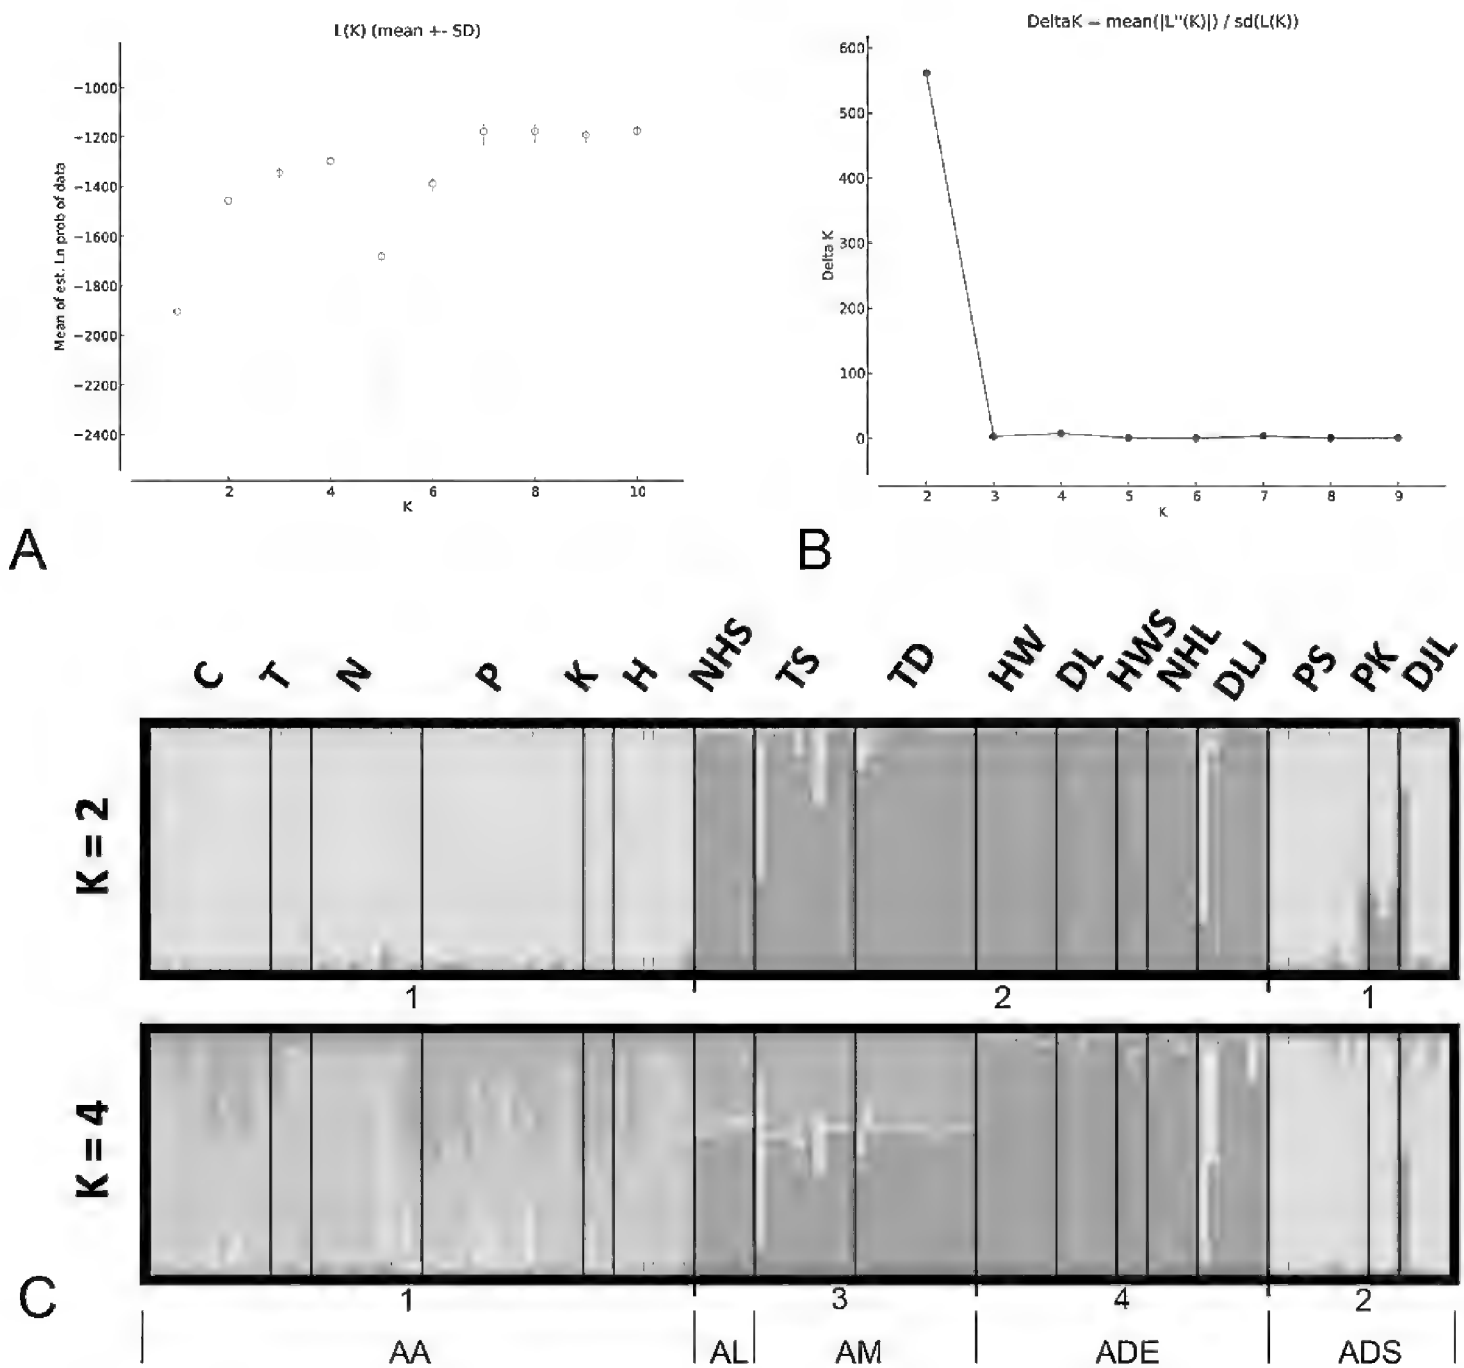 L(K) (mean +- SD)
Mean of est. Ln prob of data
−1000
−1200
−1400
−1600
−1800
−2000
−2200
−2400
2 4 6 8 10
K
A
DeltaK = mean(|L"(K)|) / sd(L(K))
Delta K
600
500
400
300
200
100
0
2 3 4 5 6 7 8 9
K
B
C T N P K H NHS TS TD HW DL HWS NHL DLJ PS PK DJL
K = 2
1 2 1
K = 4
1 3 4 2
C
AA AL AM ADE ADS